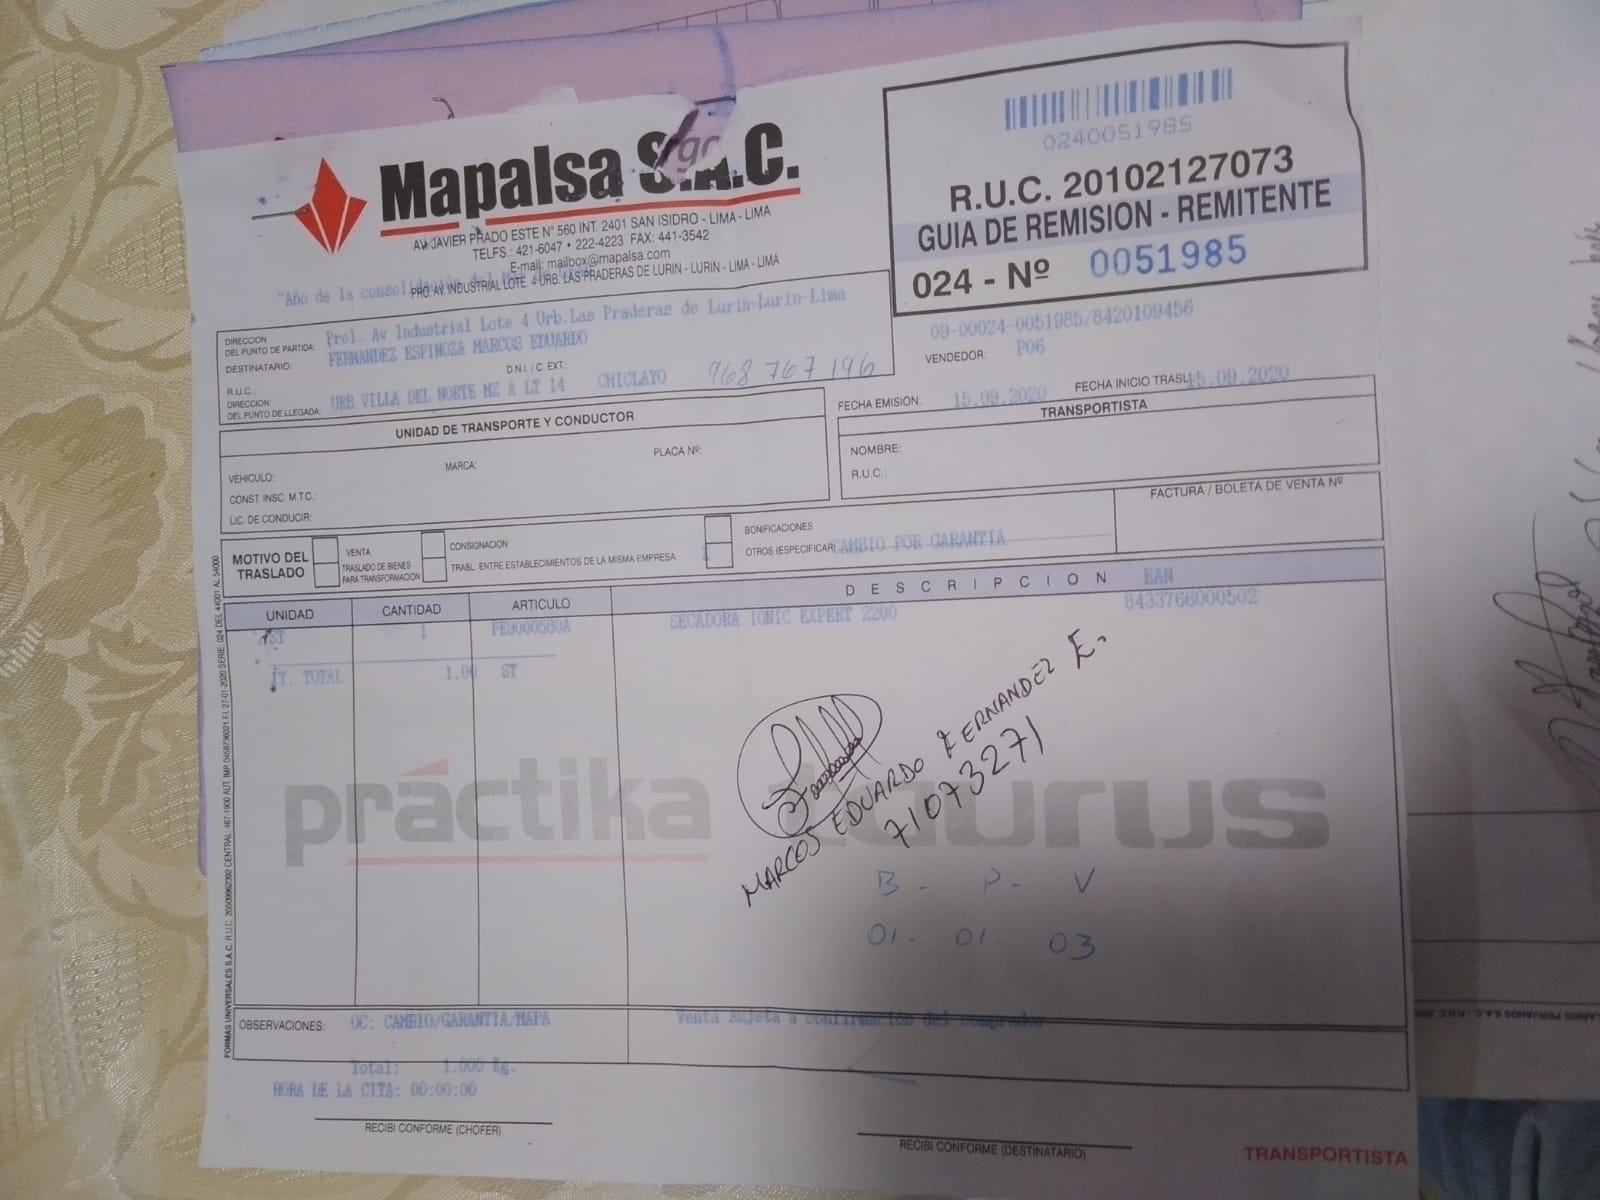 0240051985
Mapalsa S.A.C.
AV. JAVIER PRADO ESTE Nº 560 INT. 2401 SAN ISIDRO - LIMA - LIMA
TELFS.: 421-6047 • 222-4223 FAX: 441-3542
E-mail: mailbox@mapalsa.com
PRO. AV. INDUSTRIAL LOTE. 4 URB. LAS PRADERAS DE LURIN - LURIN - LIMA - LIMA
"Año de la
R.U.C. 20102127073
GUIA DE REMISION - REMITENTE
024 - Nº 0051985
DIRECCION DEL PUNTO DE PARTIDA: Prol. Av Industrial Lote 4 Urb.Las Praderas de Lurin-Lurin-Lima
DESTINATARIO: FERNANDEZ ESPINOZA MARCOS EDUARDO
R.U.C.: D.N.I. / C. EXT.: 968 767 196
DIRECCION DEL PUNTO DE LLEGADA: URB VILLA DEL NORTE MZ A LT 14 CHICLAYO
09-00024-0051985/8420109456
VENDEDOR: P06
FECHA EMISION: 15.09.2020 FECHA INICIO TRASL 15.09.2020
UNIDAD DE TRANSPORTE Y CONDUCTOR
VEHICULO: MARCA: PLACA Nº:
CONST. INSC. M.T.C.:
LIC. DE CONDUCIR:
TRANSPORTISTA
NOMBRE:
R.U.C.:
MOTIVO DEL TRASLADO
VENTA
TRASLADO DE BIENES PARA TRANSFORMACION
CONSIGNACION
TRASL. ENTRE ESTABLECIMIENTOS DE LA MISMA EMPRESA
BONIFICACIONES
OTROS (ESPECIFICAR) CAMBIO POR GARANTIA
FACTURA / BOLETA DE VENTA Nº
UNIDAD CANTIDAD ARTICULO DESCRIPCION EAN
ST 1 PE9000580A SECADORA IONIC EXPERT 2200 8433766000502
TOTAL 1.00 ST
práctika taurus
MARCOS EDUARDO FERNANDEZ E.
71073271
B - P - V
01 - 01 - 03
OBSERVACIONES: OC: CAMBIO/GARANTIA/MAPA Venta sujeta a confirmación del comprador
Total: 1.000 Kg.
HORA DE LA CITA: 00:00:00
RECIBI CONFORME (CHOFER)
RECIBI CONFORME (DESTINATARIO)
TRANSPORTISTA